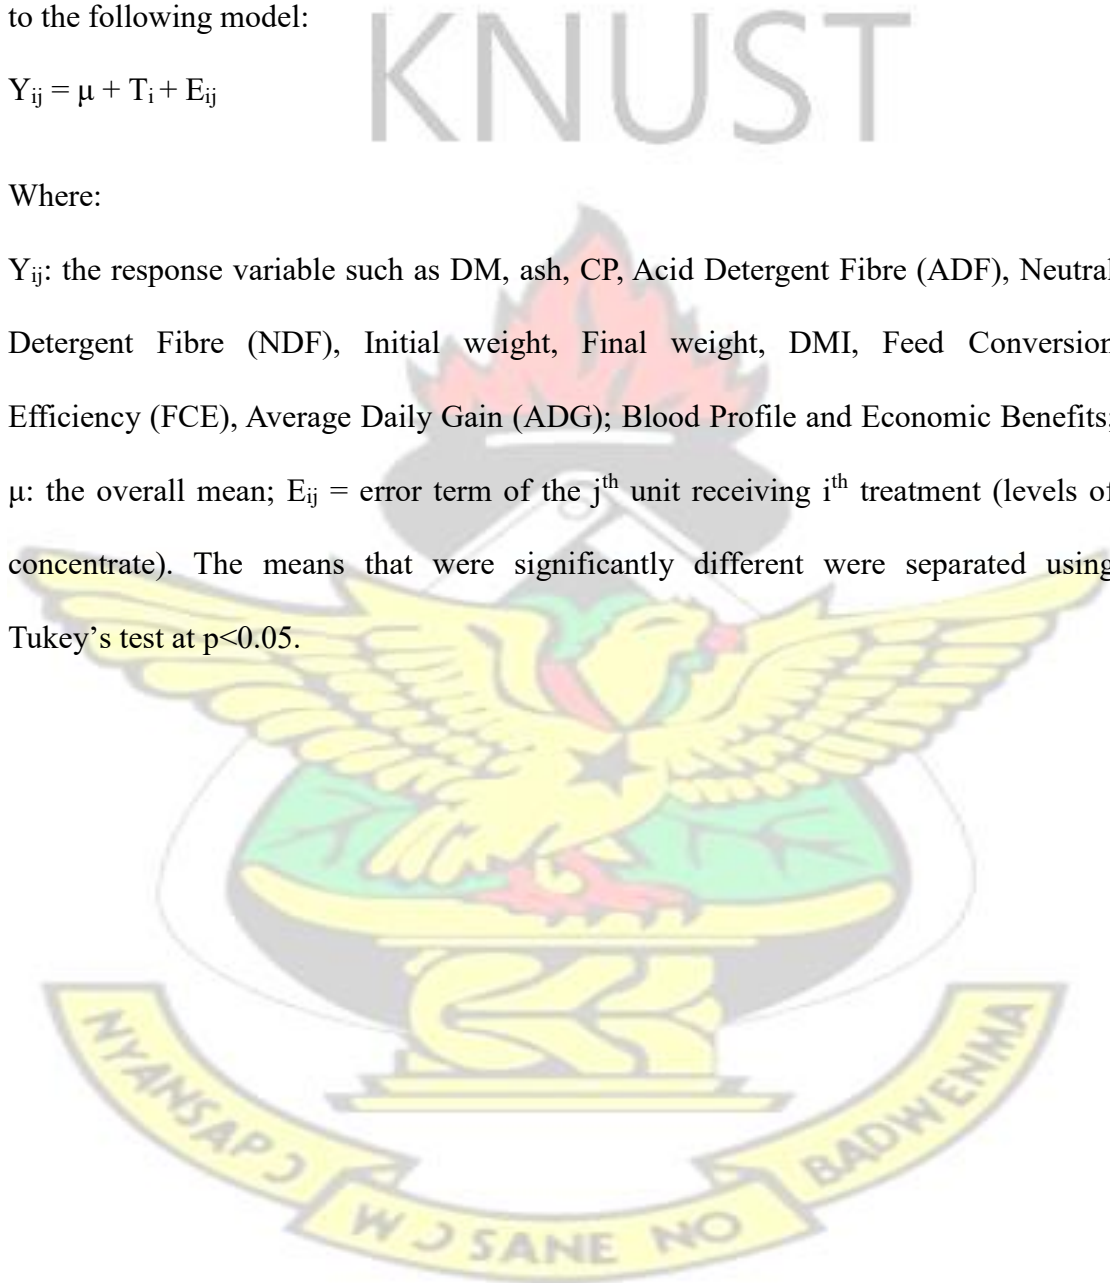 to the following model:
KNUST
Yij = μ + Ti + Eij
Where:
Yij: the response variable such as DM, ash, CP, Acid Detergent Fibre (ADF), Neutral
Detergent Fibre (NDF), Initial weight, Final weight, DMI, Feed Conversion
Efficiency (FCE), Average Daily Gain (ADG); Blood Profile and Economic Benefits;
μ: the overall mean; Eij = error term of the jth unit receiving ith treatment (levels of
concentrate). The means that were significantly different were separated using
Tukey’s test at p<0.05.
NYANSAPƆ
WƆ SANE NO
BADWENMA